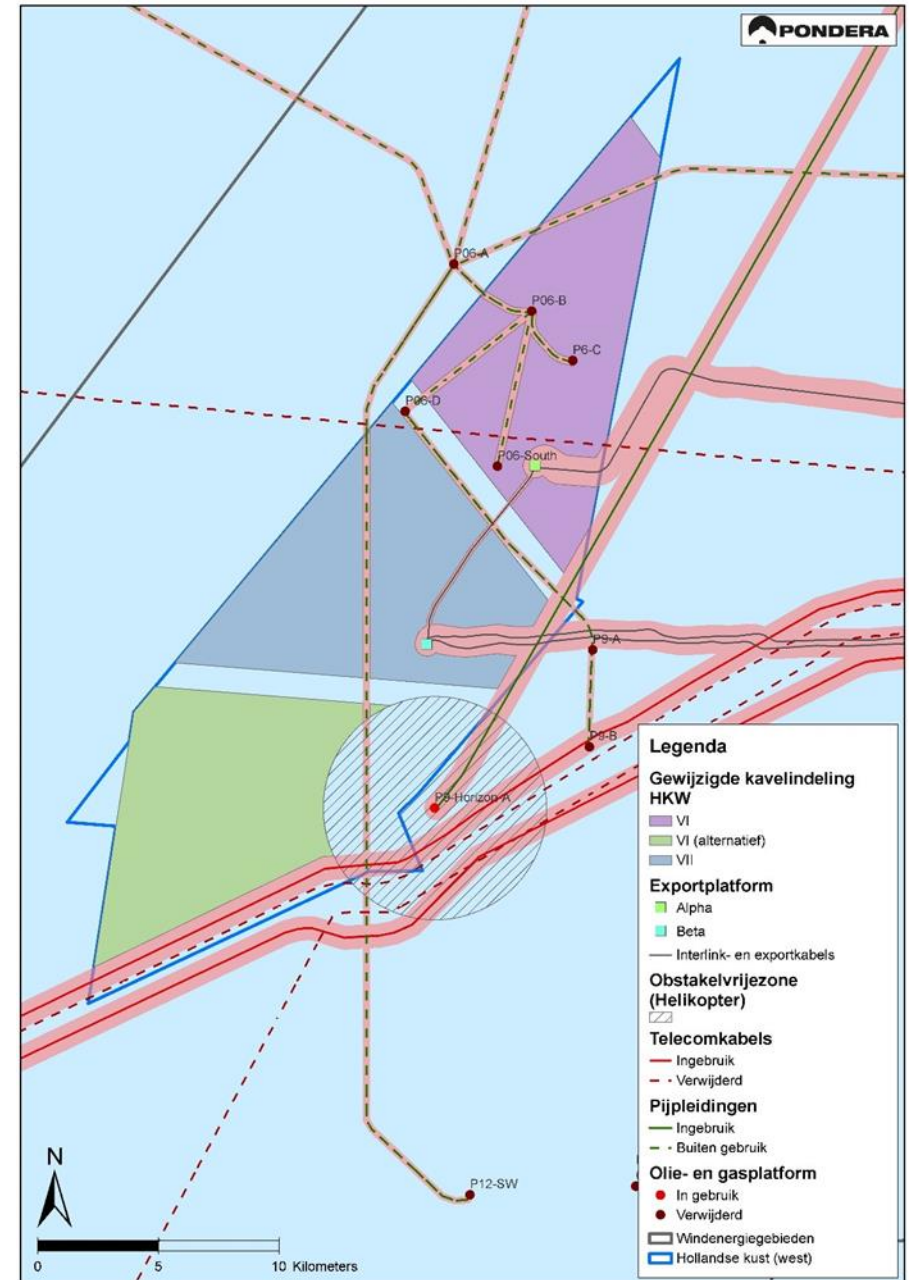 PONDERA
P06-A
P06-B
P6-C
P06-D
P06-South
P9-A
P9-B
P9-Horizon-A
P12-SW
N
0 5 10 Kilometers
Legenda
Gewijzigde kavelindeling
HKW
VI
VI (alternatief)
VII
Exportplatform
Alpha
Beta
Interlink- en exportkabels
Obstakelvrijezone
(Helikopter)
Telecomkabels
Ingebruik
Verwijderd
Pijpleidingen
Ingebruik
Buiten gebruik
Olie- en gasplatform
In gebruik
Verwijderd
Windenergiegebieden
Hollandse kust (west)